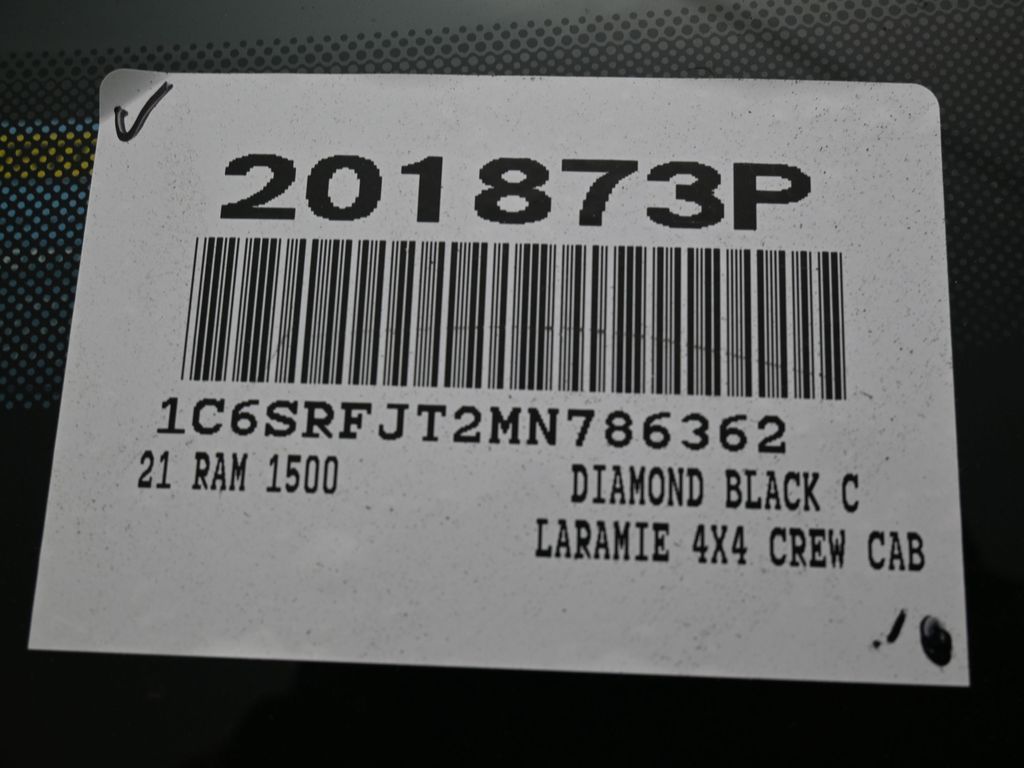 201873P
1C6SRFJT2MN786362
21 RAM 1500
DIAMOND BLACK C
LARAMIE 4X4 CREW CAB